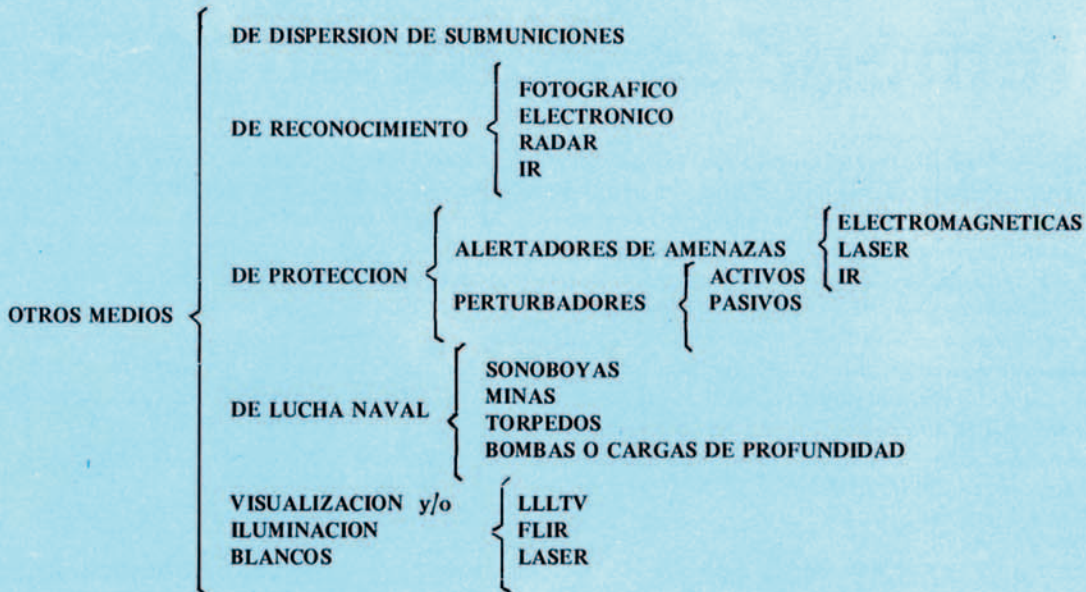 OTROS MEDIOS
DE DISPERSION DE SUBMUNICIONES
DE RECONOCIMIENTO
FOTOGRAFICO
ELECTRONICO
RADAR
IR
DE PROTECCION
ALERTADORES DE AMENAZAS
ELECTROMAGNETICAS
LASER
IR
PERTURBADORES
ACTIVOS
PASIVOS
DE LUCHA NAVAL
SONOBOYAS
MINAS
TORPEDOS
BOMBAS O CARGAS DE PROFUNDIDAD
VISUALIZACION y/o
ILUMINACION
BLANCOS
LLLTV
FLIR
LASER